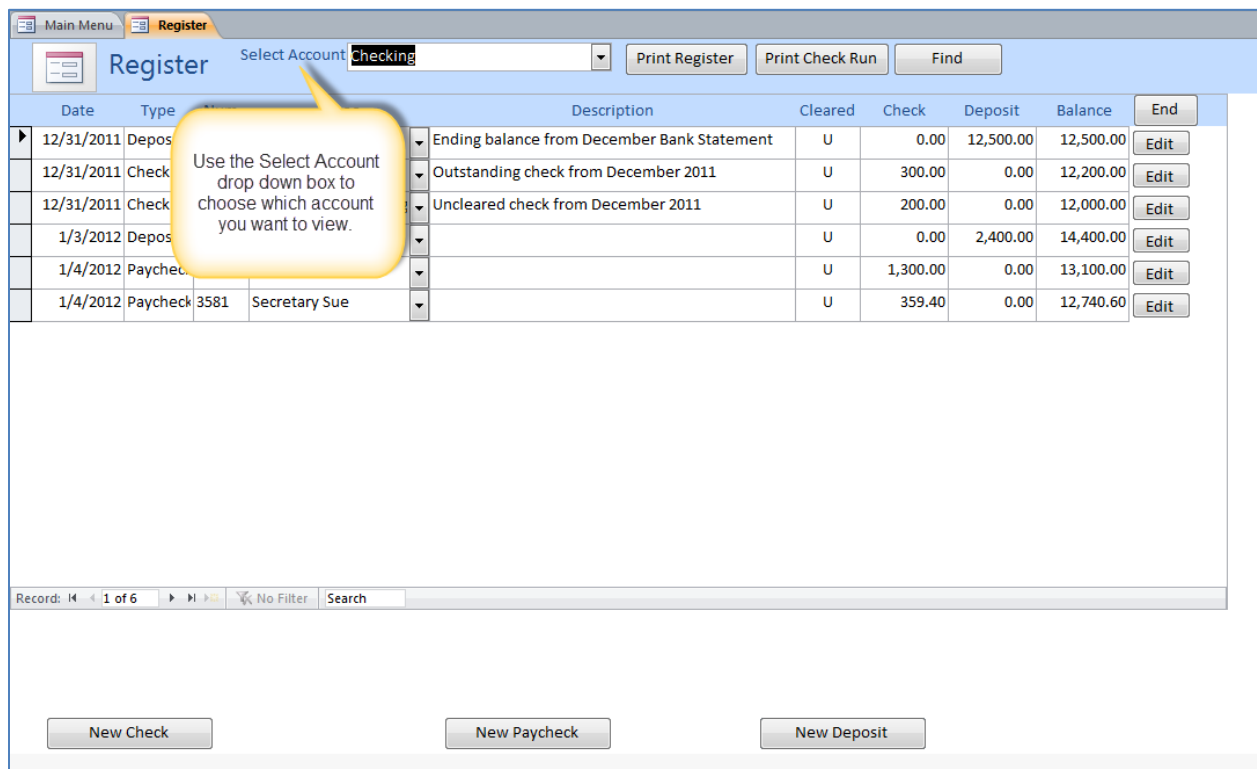 Main Menu Register
Register Select Account Checking Print Register Print Check Run Find
Date Type Description Cleared Check Deposit Balance End
12/31/2011 Depos Ending balance from December Bank Statement U 0.00 12,500.00 12,500.00 Edit
12/31/2011 Check Outstanding check from December 2011 U 300.00 0.00 12,200.00 Edit
12/31/2011 Check Uncleared check from December 2011 U 200.00 0.00 12,000.00 Edit
1/3/2012 Depos U 0.00 2,400.00 14,400.00 Edit
1/4/2012 Paychec U 1,300.00 0.00 13,100.00 Edit
1/4/2012 Paycheck 3581 Secretary Sue U 359.40 0.00 12,740.60 Edit
Use the Select Account
drop down box to
choose which account
you want to view.
Record: 1 of 6 No Filter Search
New Check New Paycheck New Deposit